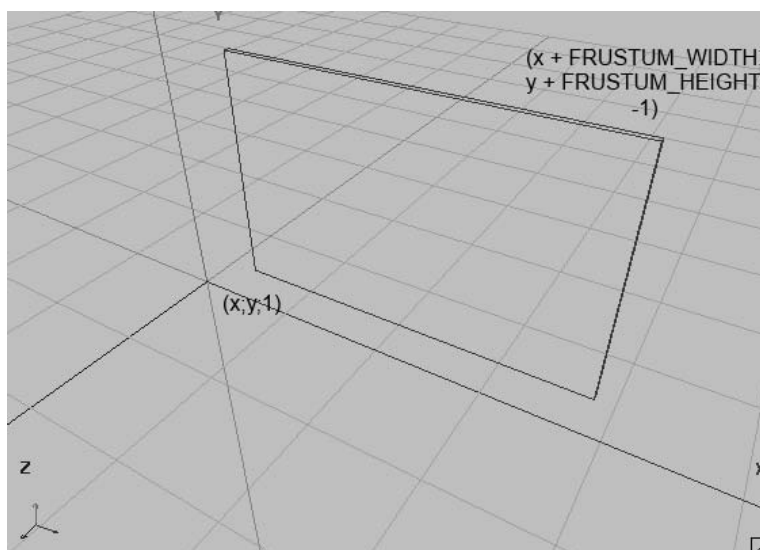 Y
(x + FRUSTUM_WIDTH;
y + FRUSTUM_HEIGHT
-1)
(x;y;1)
z
x